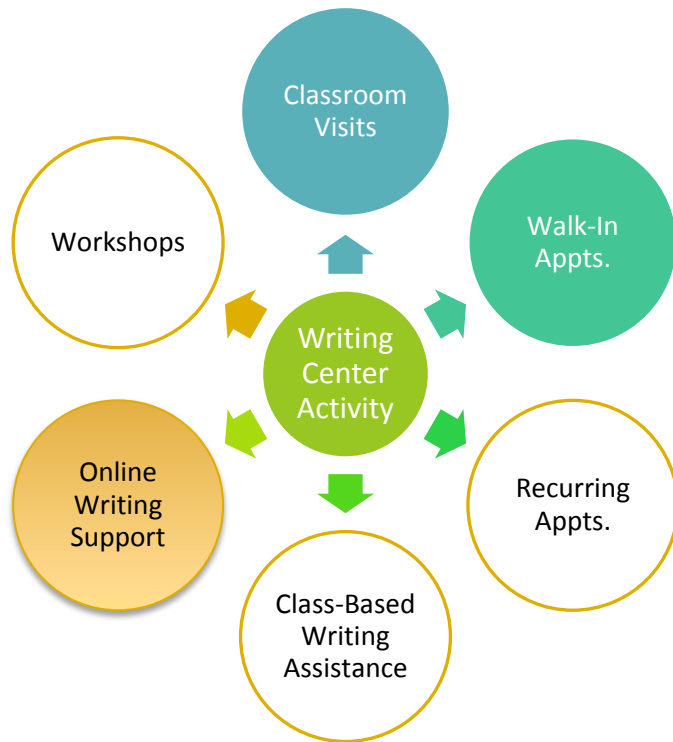 Classroom
Visits
Walk-In
Appts.
Recurring
Appts.
Class-Based
Writing
Assistance
Online
Writing
Support
Workshops
Writing
Center
Activity